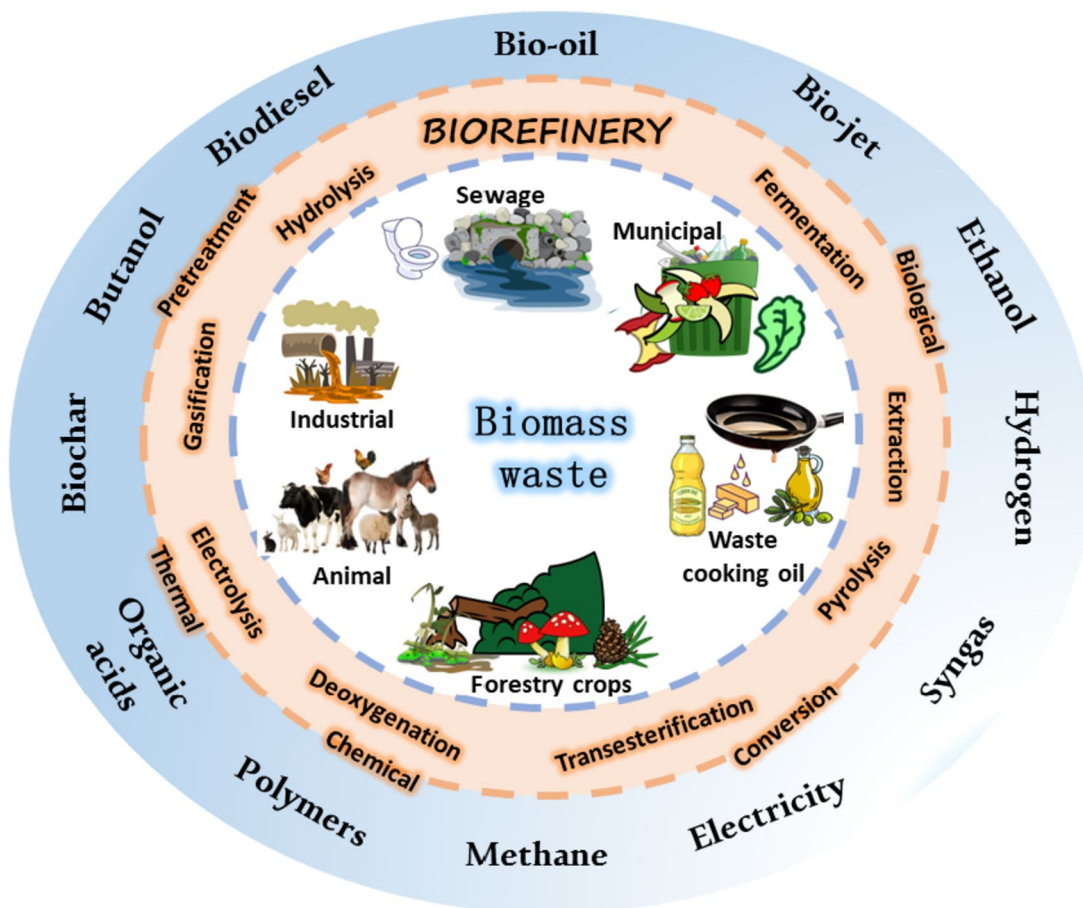 Bio-oil
Bio-jet
Ethanol
Hydrogen
Syngas
Electricity
Methane
Polymers
Organic
acids
Biochar
Butanol
Biodiesel
BIOREFINERY
Fermentation
Biological
Extraction
Pyrolysis
Conversion
Transesterification
Chemical
Deoxygenation
Thermal
Electrolysis
Gasification
Pretreatment
Hydrolysis
Sewage
Municipal
Waste
cooking oil
Forestry crops
Animal
Industrial
Biomass
waste